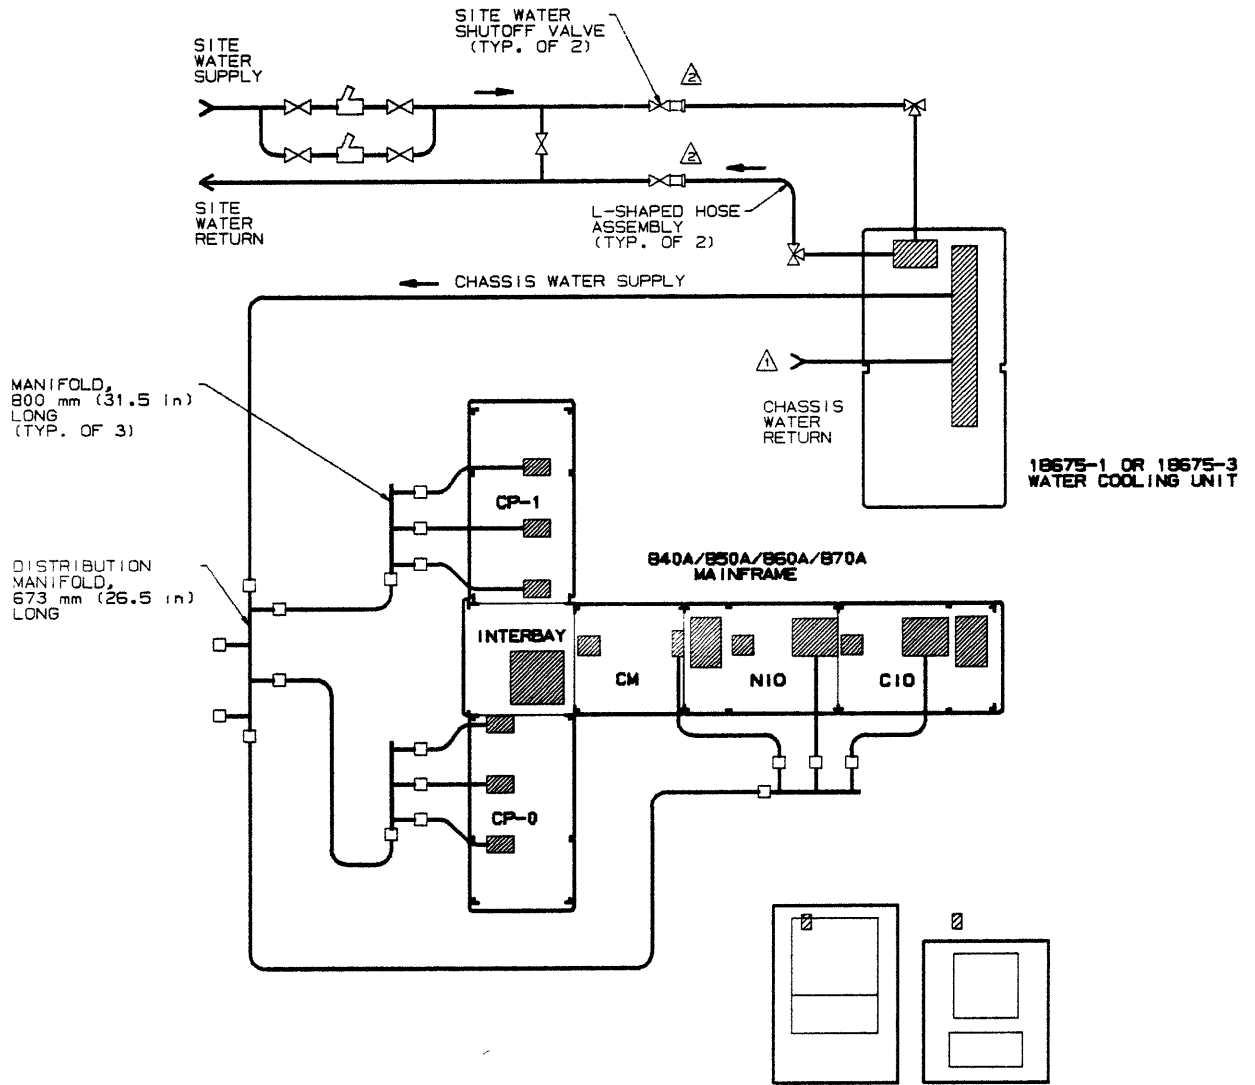 SITE WATER
SHUTOFF VALVE
(TYP. OF 2)
SITE
WATER
SUPPLY
2
2
SITE
WATER
RETURN
L-SHAPED HOSE
ASSEMBLY
(TYP. OF 2)
CHASSIS WATER SUPPLY
1
MANIFOLD,
800 mm (31.5 in)
LONG
(TYP. OF 3)
CHASSIS
WATER
RETURN
18675-1 OR 18675-3
WATER COOLING UNIT
CP-1
840A/850A/860A/870A
MAINFRAME
DISTRIBUTION
MANIFOLD,
673 mm (26.5 in)
LONG
INTERBAY
CM
NIO
CIO
CP-0